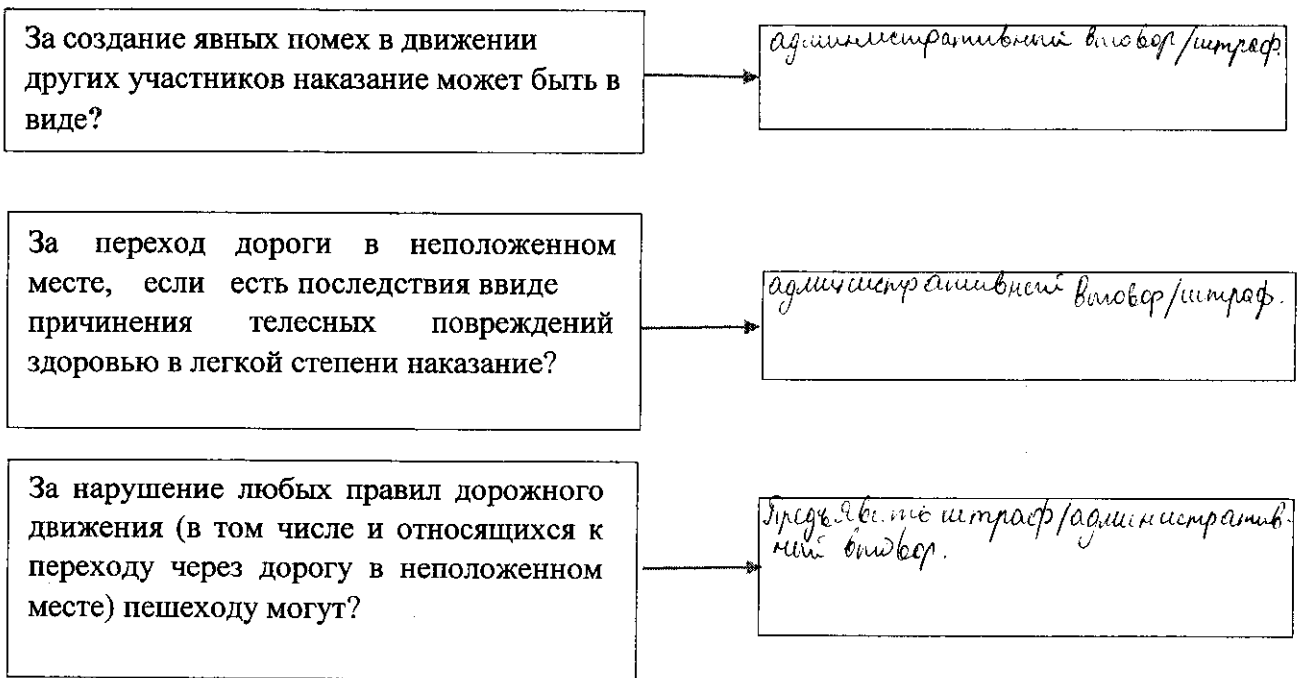 За создание явных помех в движении
других участников наказание может быть в
виде?
административный выговор/штраф.
За переход дороги в неположенном
месте, если есть последствия ввиде
причинения телесных повреждений
здоровью в легкой степени наказание?
административный выговор/штраф.
За нарушение любых правил дорожного
движения (в том числе и относящихся к
переходу через дорогу в неположенном
месте) пешеходу могут?
Предъявить штраф/административ-
ный выговор.